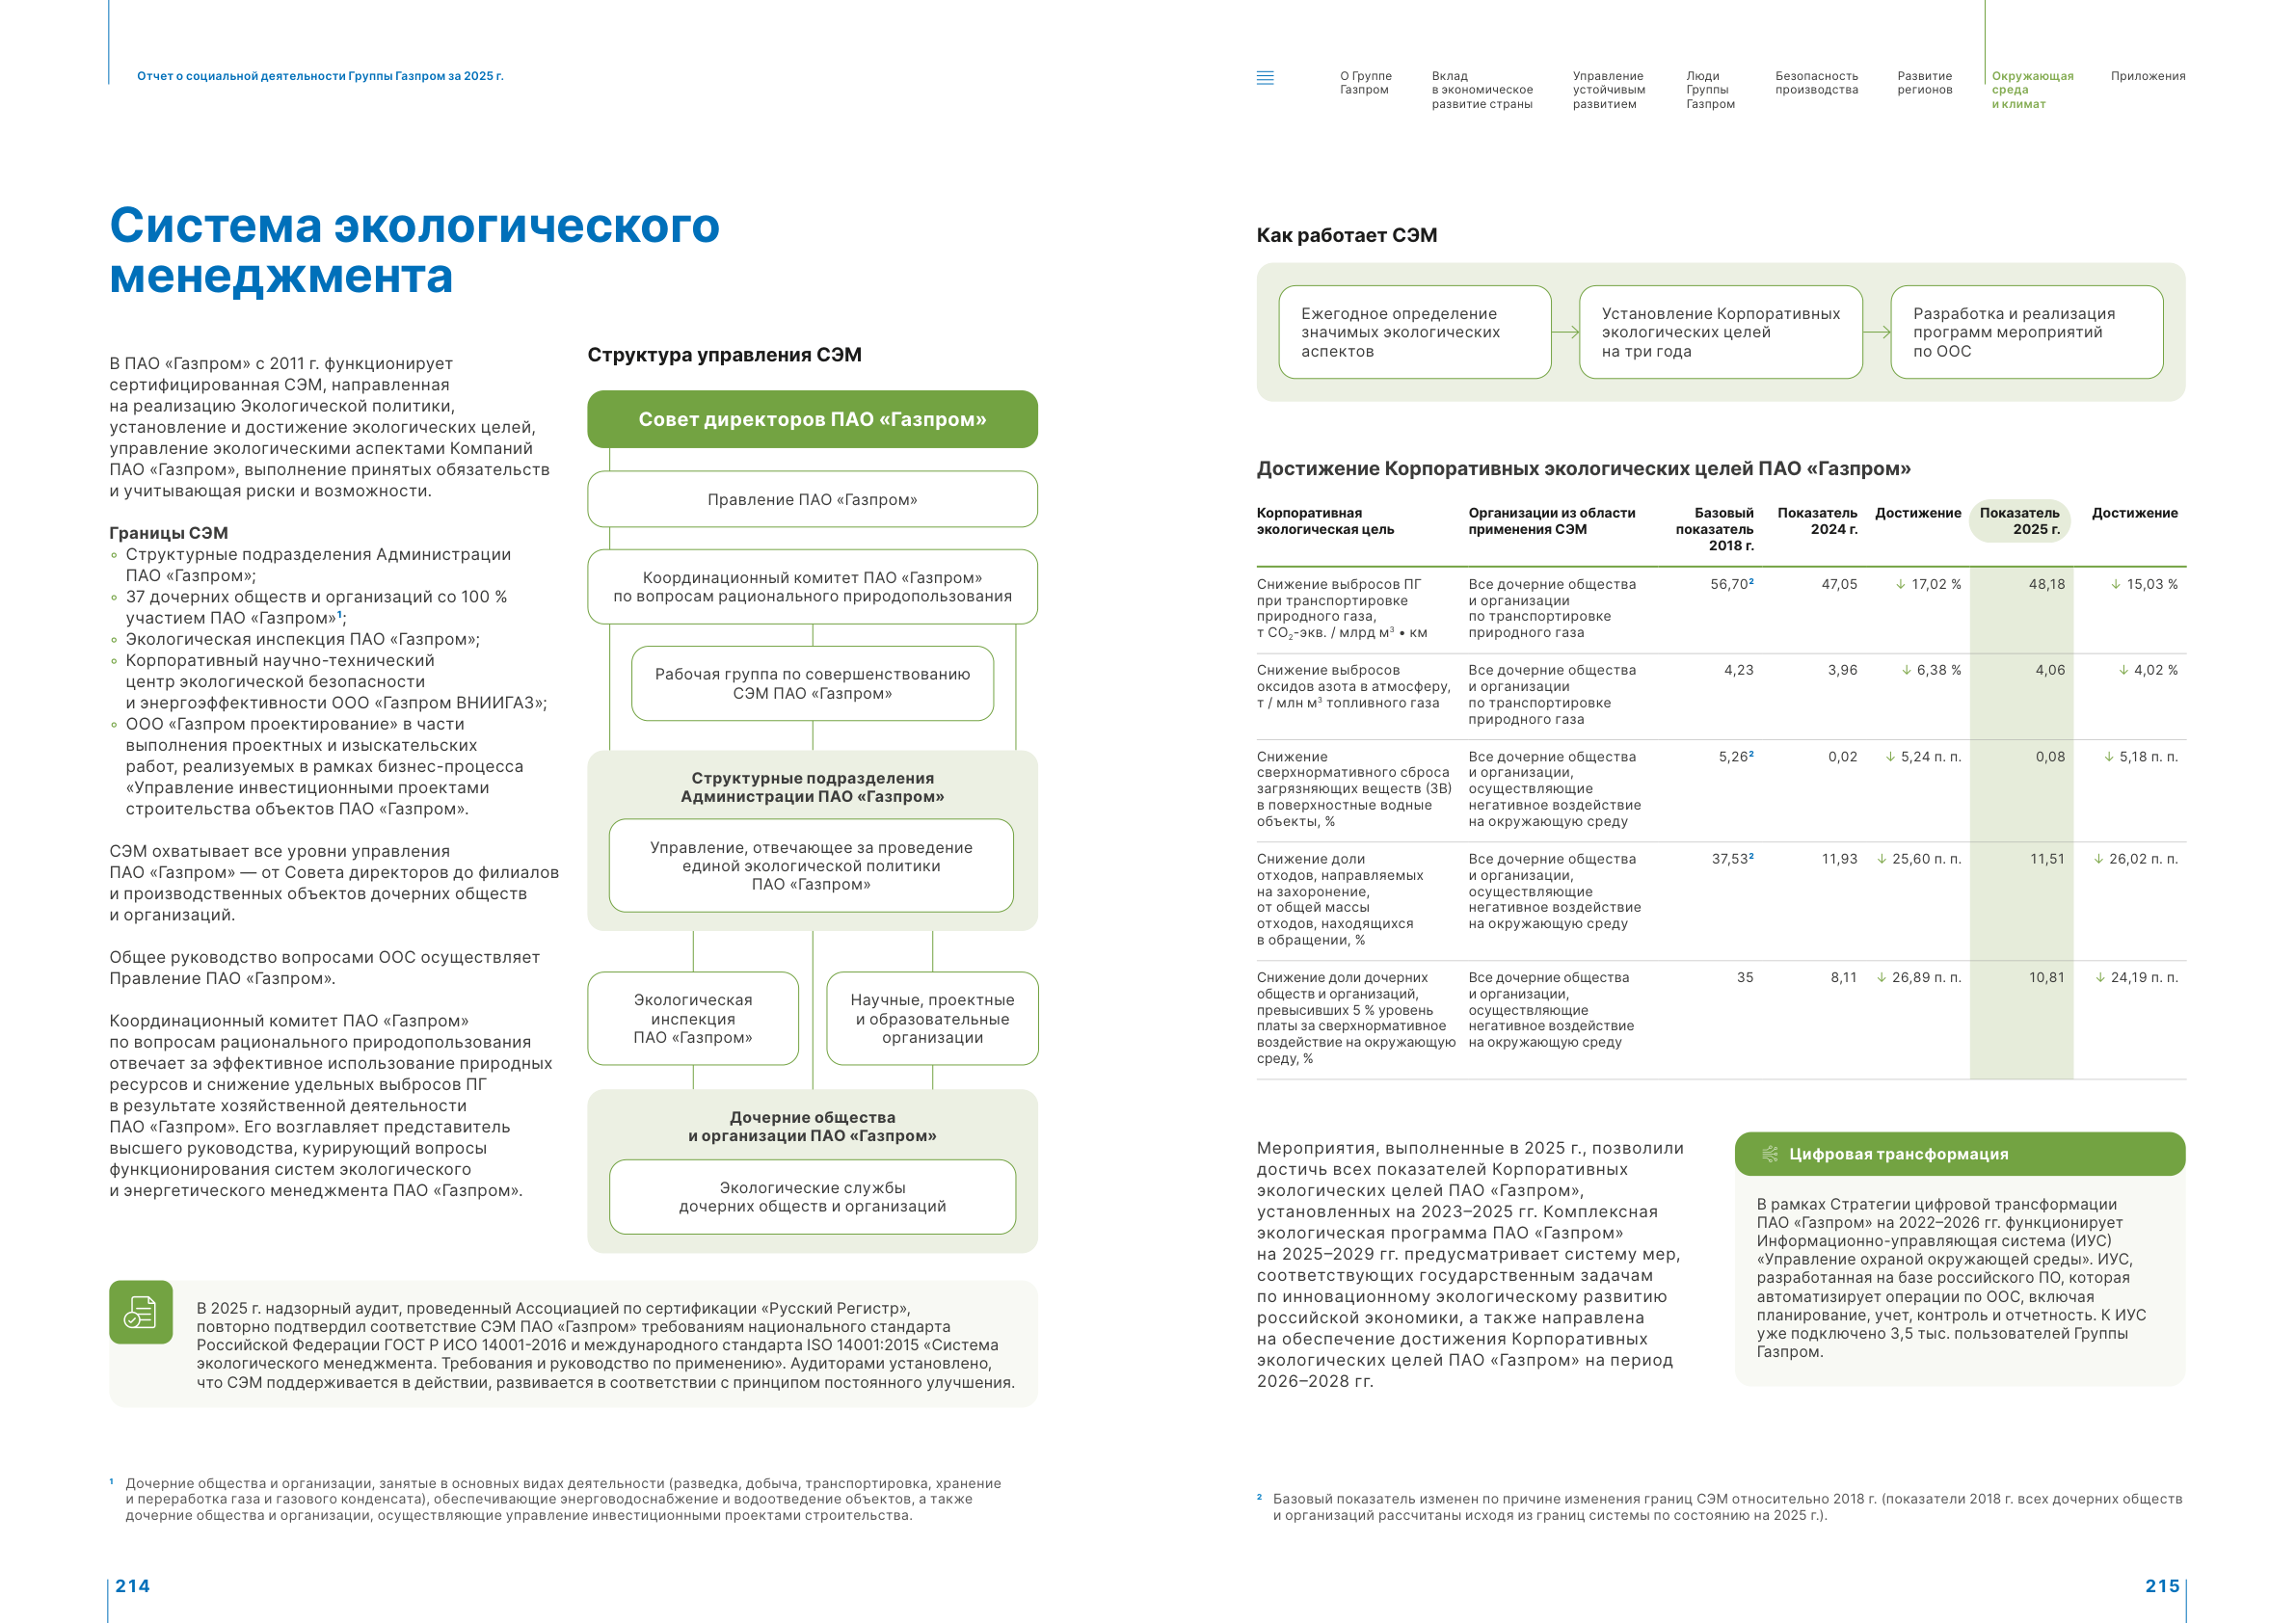 Отчет о социальной деятельности Группы Газпром за 2025 г.
О Группе
Газпром
Вклад
в экономическое
развитие страны
Управление
устойчивым
развитием
Люди
Группы
Газпром
Безопасность
производства
Развитие
регионов
Окружающая
среда
и климат
Приложения
Система экологического
менеджмента
В ПАО «Газпром» с 2011 г. функционирует
сертифицированная СЭМ, направленная
на реализацию Экологической политики,
установление и достижение экологических целей,
управление экологическими аспектами Компаний
ПАО «Газпром», выполнение принятых обязательств
и учитывающая риски и возможности.
Границы СЭМ
Структурные подразделения Администрации
ПАО «Газпром»;
37 дочерних обществ и организаций со 100 %
участием ПАО «Газпром»¹;
Экологическая инспекция ПАО «Газпром»;
Корпоративный научно-технический
центр экологической безопасности
и энергоэффективности ООО «Газпром ВНИИГАЗ»;
ООО «Газпром проектирование» в части
выполнения проектных и изыскательских
работ, реализуемых в рамках бизнес-процесса
«Управление инвестиционными проектами
строительства объектов ПАО «Газпром».
СЭМ охватывает все уровни управления
ПАО «Газпром» — от Совета директоров до филиалов
и производственных объектов дочерних обществ
и организаций.
Общее руководство вопросами ООС осуществляет
Правление ПАО «Газпром».
Координационный комитет ПАО «Газпром»
по вопросам рационального природопользования
отвечает за эффективное использование природных
ресурсов и снижение удельных выбросов ПГ
в результате хозяйственной деятельности
ПАО «Газпром». Его возглавляет представитель
высшего руководства, курирующий вопросы
функционирования систем экологического
и энергетического менеджмента ПАО «Газпром».
Структура управления СЭМ
Совет директоров ПАО «Газпром»
Правление ПАО «Газпром»
Координационный комитет ПАО «Газпром»
по вопросам рационального природопользования
Рабочая группа по совершенствованию
СЭМ ПАО «Газпром»
Структурные подразделения
Администрации ПАО «Газпром»
Управление, отвечающее за проведение
единой экологической политики
ПАО «Газпром»
Экологическая
инспекция
ПАО «Газпром»
Научные, проектные
и образовательные
организации
Дочерние общества
и организации ПАО «Газпром»
Экологические службы
дочерних обществ и организаций
В 2025 г. надзорный аудит, проведенный Ассоциацией по сертификации «Русский Регистр»,
повторно подтвердил соответствие СЭМ ПАО «Газпром» требованиям национального стандарта
Российской Федерации ГОСТ Р ИСО 14001-2016 и международного стандарта ISO 14001:2015 «Система
экологического менеджмента. Требования и руководство по применению». Аудиторами установлено,
что СЭМ поддерживается в действии, развивается в соответствии с принципом постоянного улучшения.
¹ Дочерние общества и организации, занятые в основных видах деятельности (разведка, добыча, транспортировка, хранение
и переработка газа и газового конденсата), обеспечивающие энерговодоснабжение и водоотведение объектов, а также
дочерние общества и организации, осуществляющие управление инвестиционными проектами строительства.
214
Как работает СЭМ
Ежегодное определение
значимых экологических
аспектов
Установление Корпоративных
экологических целей
на три года
Разработка и реализация
программ мероприятий
по ООС
Достижение Корпоративных экологических целей ПАО «Газпром»
Корпоративная
экологическая цель
Организации из области
применения СЭМ
Базовый
показатель
2018 г.
Показатель
2024 г.
Достижение
Показатель
2025 г.
Достижение
Снижение выбросов ПГ
при транспортировке
природного газа,
т CO₂-экв. / млрд м³ • км
Все дочерние общества
и организации
по транспортировке
природного газа
56,70²
47,05
↓ 17,02 %
48,18
↓ 15,03 %
Снижение выбросов
оксидов азота в атмосферу,
т / млн м³ топливного газа
Все дочерние общества
и организации
по транспортировке
природного газа
4,23
3,96
↓ 6,38 %
4,06
↓ 4,02 %
Снижение
сверхнормативного сброса
загрязняющих веществ (ЗВ)
в поверхностные водные
объекты, %
Все дочерние общества
и организации,
осуществляющие
негативное воздействие
на окружающую среду
5,26²
0,02
↓ 5,24 п. п.
0,08
↓ 5,18 п. п.
Снижение доли
отходов, направляемых
на захоронение,
от общей массы
отходов, находящихся
в обращении, %
Все дочерние общества
и организации,
осуществляющие
негативное воздействие
на окружающую среду
37,53²
11,93
↓ 25,60 п. п.
11,51
↓ 26,02 п. п.
Снижение доли дочерних
обществ и организаций,
превысивших 5 % уровень
платы за сверхнормативное
воздействие на окружающую
среду, %
Все дочерние общества
и организации,
осуществляющие
негативное воздействие
на окружающую среду
35
8,11
↓ 26,89 п. п.
10,81
↓ 24,19 п. п.
Мероприятия, выполненные в 2025 г., позволили
достичь всех показателей Корпоративных
экологических целей ПАО «Газпром»,
установленных на 2023–2025 гг. Комплексная
экологическая программа ПАО «Газпром»
на 2025–2029 гг. предусматривает систему мер,
соответствующих государственным задачам
по инновационному экологическому развитию
российской экономики, а также направлена
на обеспечение достижения Корпоративных
экологических целей ПАО «Газпром» на период
2026–2028 гг.
Цифровая трансформация
В рамках Стратегии цифровой трансформации
ПАО «Газпром» на 2022–2026 гг. функционирует
Информационно-управляющая система (ИУС)
«Управление охраной окружающей среды». ИУС,
разработанная на базе российского ПО, которая
автоматизирует операции по ООС, включая
планирование, учет, контроль и отчетность. К ИУС
уже подключено 3,5 тыс. пользователей Группы
Газпром.
² Базовый показатель изменен по причине изменения границ СЭМ относительно 2018 г. (показатели 2018 г. всех дочерних обществ
и организаций рассчитаны исходя из границ системы по состоянию на 2025 г.).
215